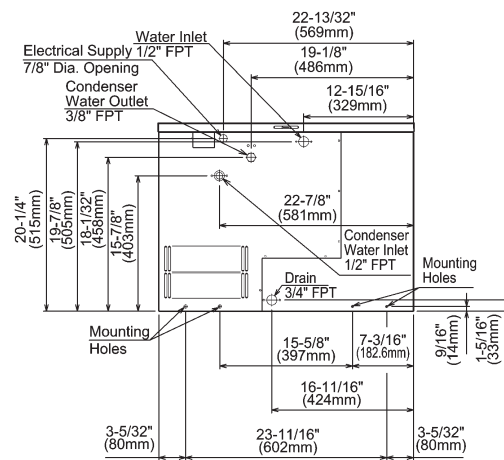 22-13/32"
(569mm)
Water Inlet
1/2" FPT
Electrical Supply
7/8" Dia. Opening
19-1/8"
(486mm)
Condenser
Water Outlet
3/8" FPT
12-15/16"
(329mm)
20-1/4"
(515mm)
19-7/8"
(505mm)
18-1/32"
(458mm)
15-7/8"
(403mm)
22-7/8"
(581mm)
Condenser
Water Inlet
1/2" FPT
Drain
3/4" FPT
Mounting
Holes
Mounting
Holes
15-5/8"
(397mm)
7-3/16"
(182.6mm)
9/16"
(14mm)
1-5/16"
(33mm)
16-11/16"
(424mm)
3-5/32"
(80mm)
23-11/16"
(602mm)
3-5/32"
(80mm)